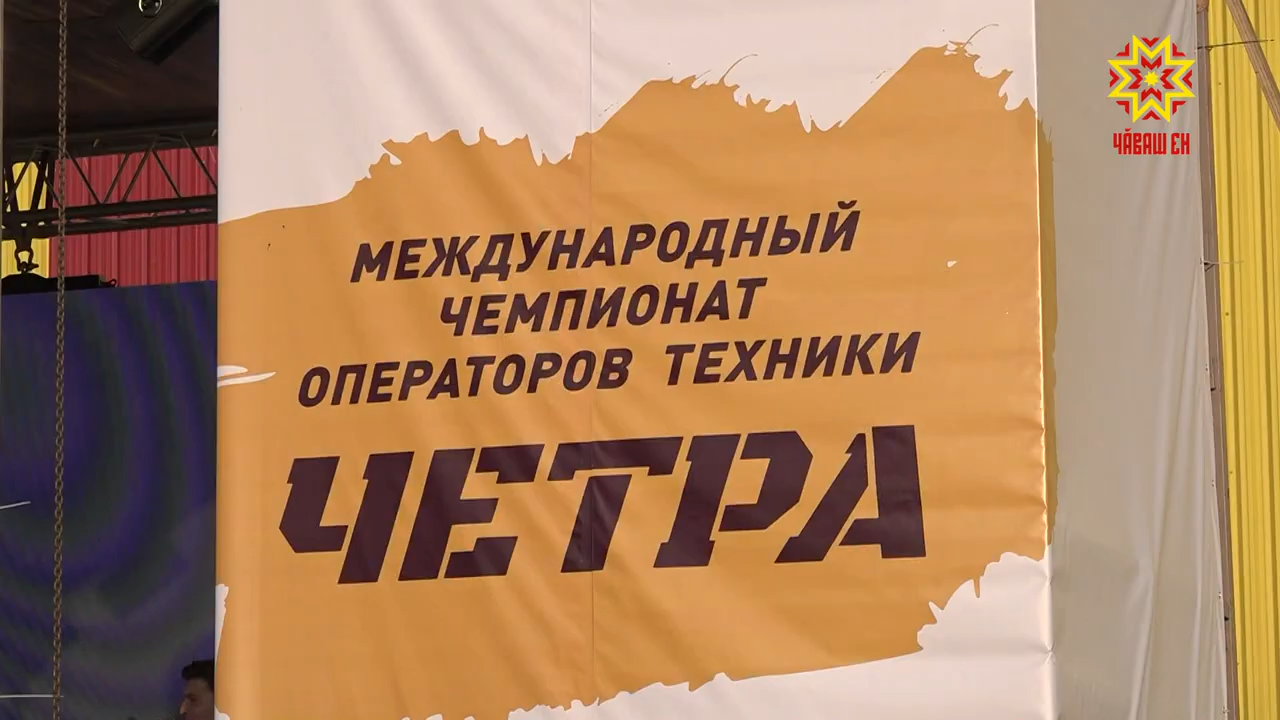 МЕЖДУНАРОДНЫЙ
ЧЕМПИОНАТ
ОПЕРАТОРОВ ТЕХНИКИ
ЧЕТРА
ЧӐВАШ ЕН